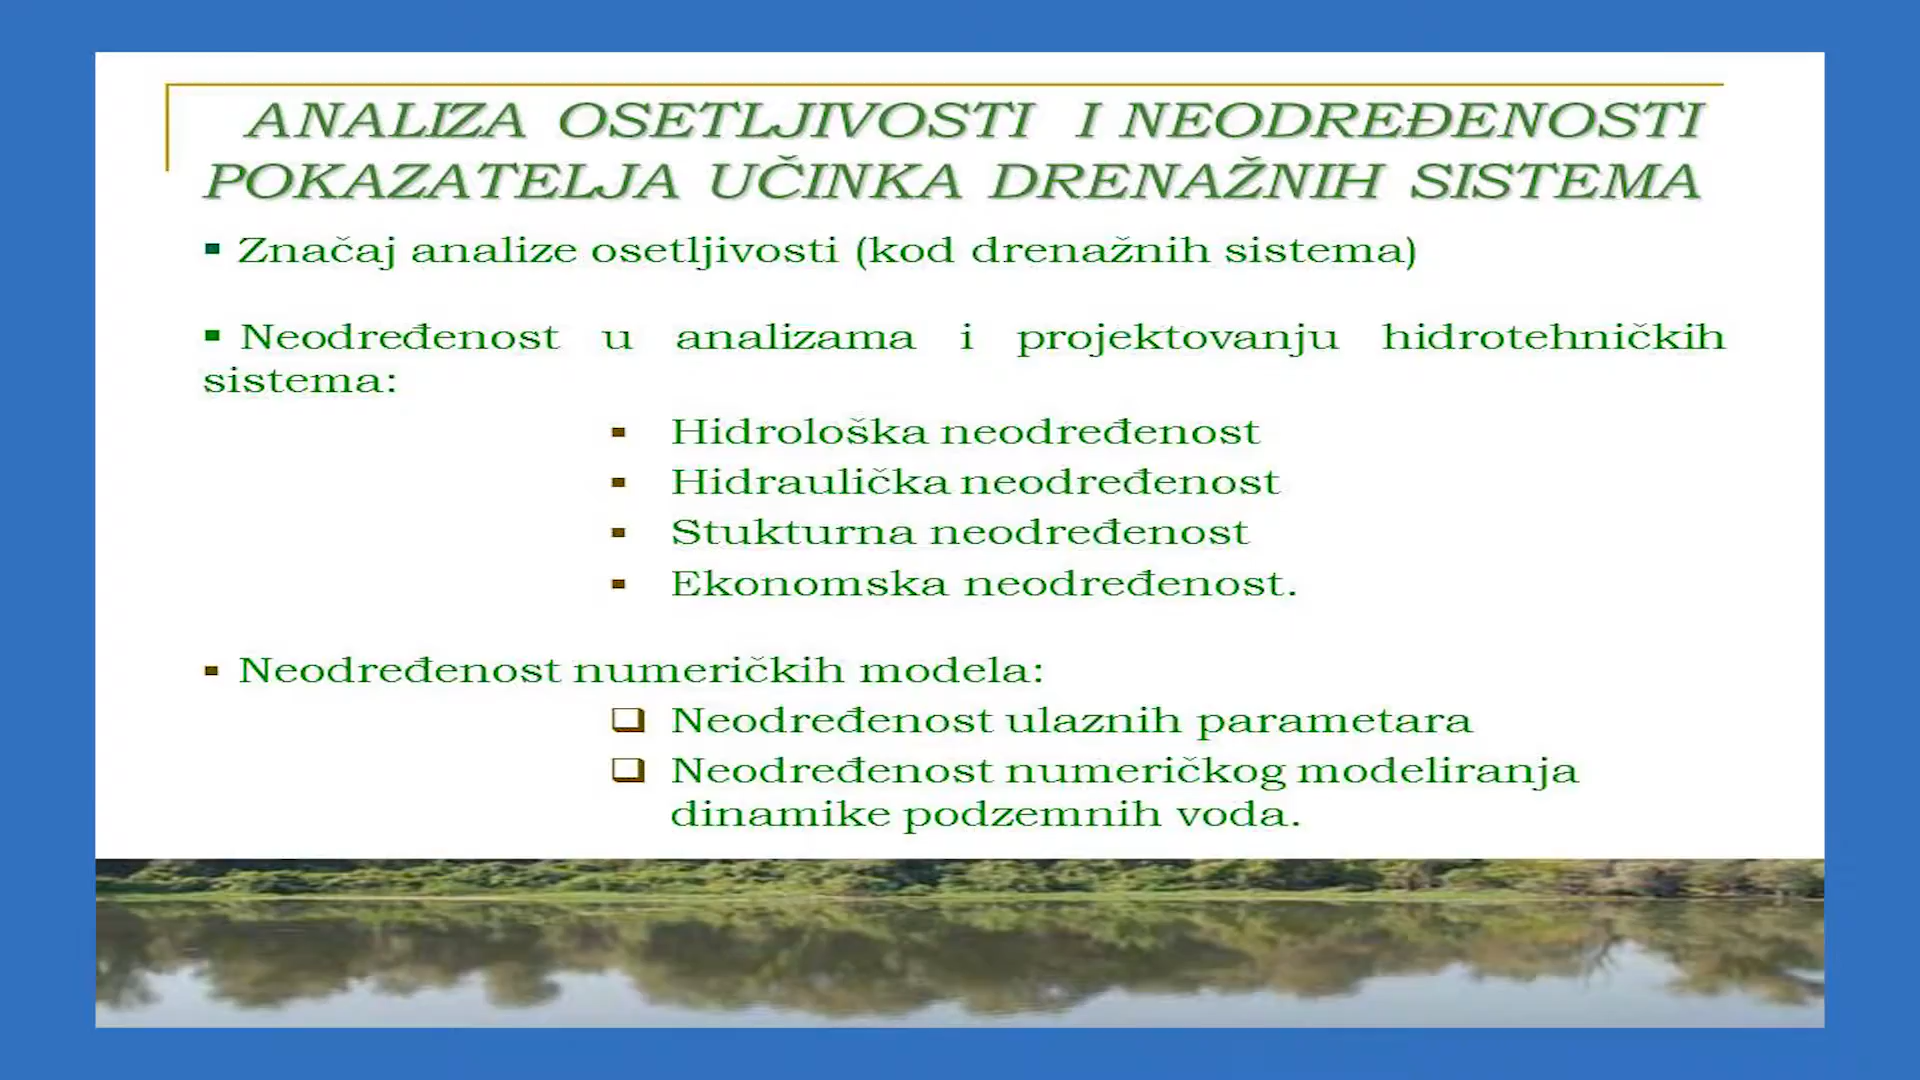 ANALIZA OSETLJIVOSTI I NEODREĐENOSTI
POKAZATELJA UČINKA DRENAŽNIH SISTEMA
▪ Značaj analize osetljivosti (kod drenažnih sistema)
▪ Neodređenost u analizama i projektovanju hidrotehničkih
sistema:
▪ Hidrološka neodređenost
▪ Hidraulička neodređenost
▪ Stukturna neodređenost
▪ Ekonomska neodređenost.
▪ Neodređenost numeričkih modela:
❑ Neodređenost ulaznih parametara
❑ Neodređenost numeričkog modeliranja
dinamike podzemnih voda.